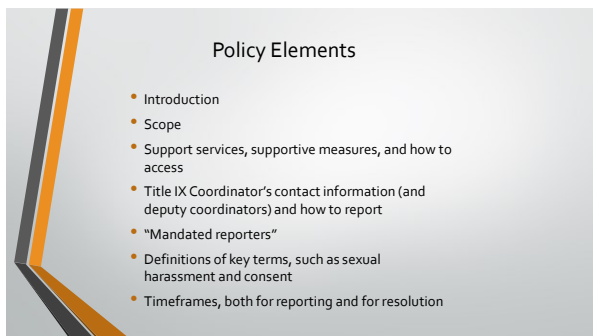 Policy Elements
• Introduction
• Scope
• Support services, supportive measures, and how to
access
• Title IX Coordinator’s contact information (and
deputy coordinators) and how to report
• “Mandated reporters”
• Definitions of key terms, such as sexual
harassment and consent
• Timeframes, both for reporting and for resolution